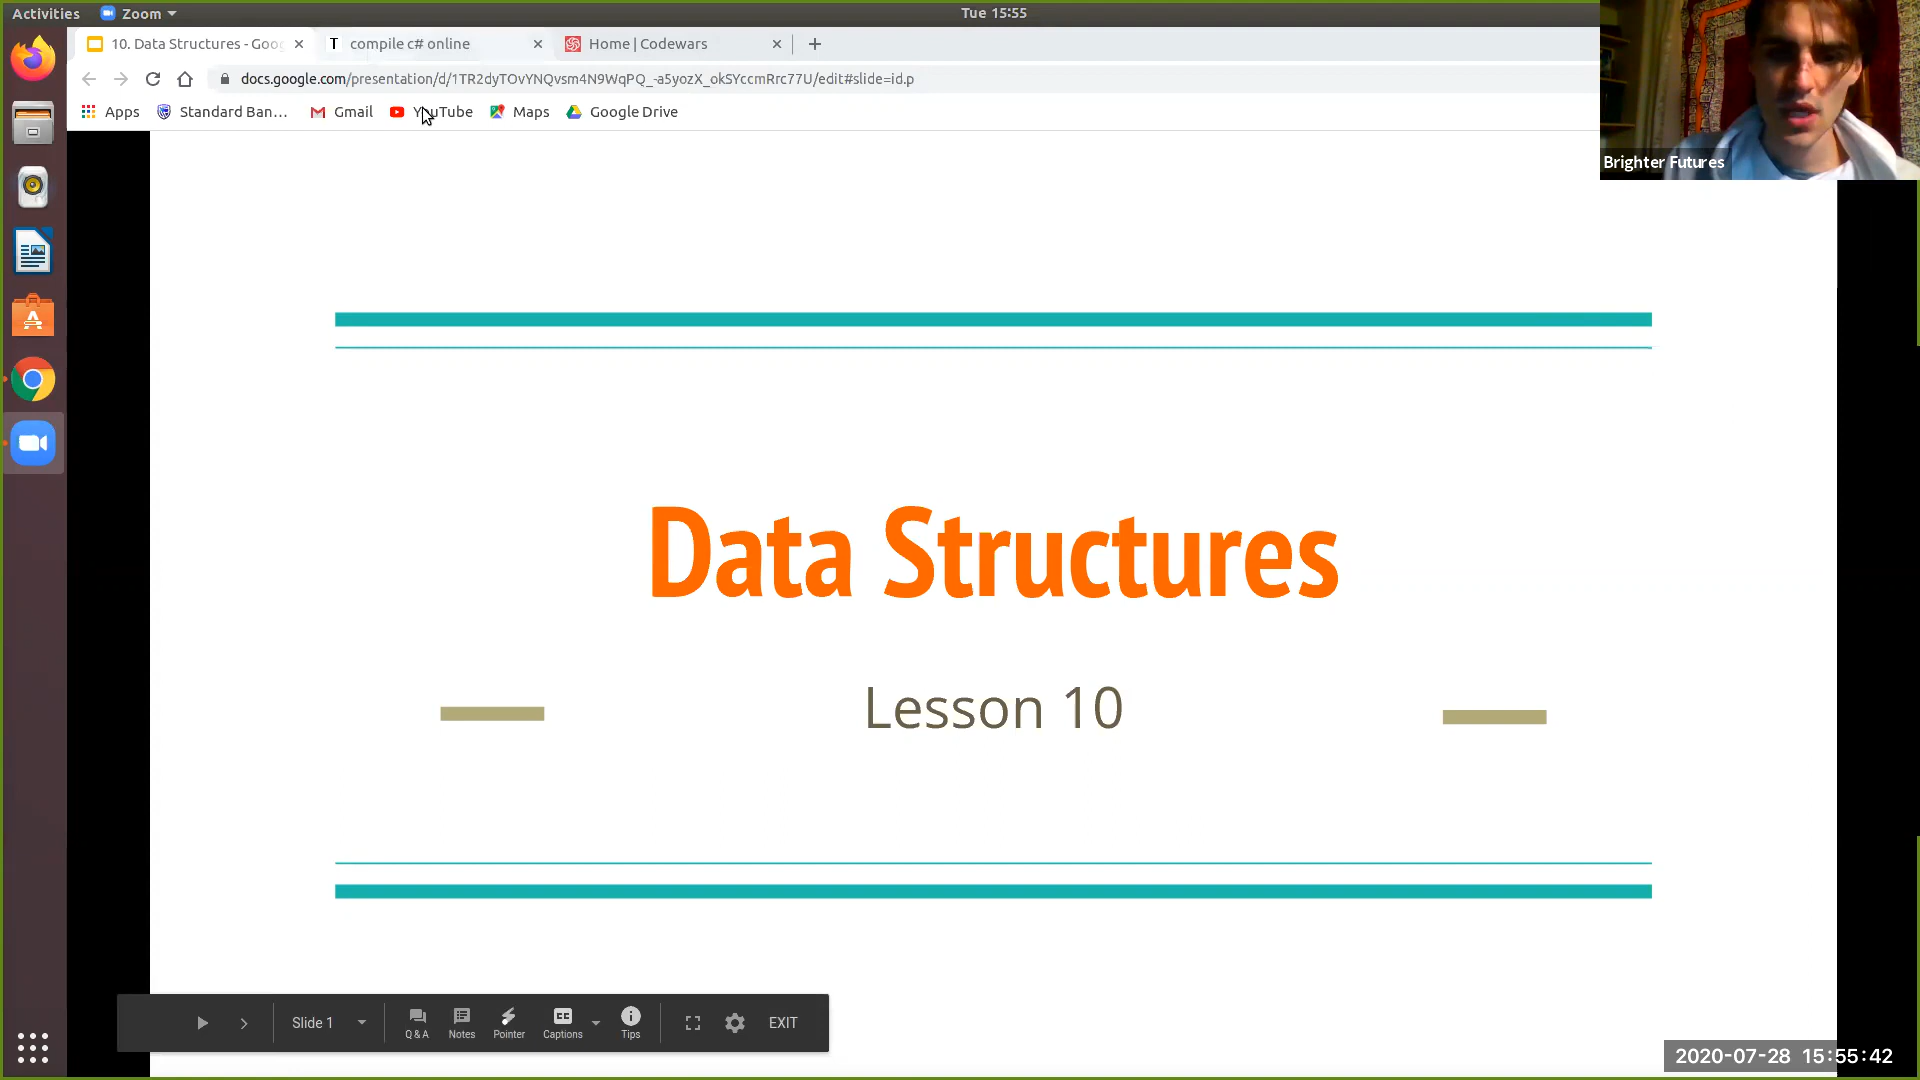 Activities
Zoom
Tue 15:55
10. Data Structures - Goo
compile c# online
Home | Codewars
docs.google.com/presentation/d/1TR2dyTOvYNQvsm4N9WqPQ_-a5yozX_okSYccmRrc77U/edit#slide=id.p
Apps
Standard Ban...
Gmail
YouTube
Maps
Google Drive
Brighter Futures
Data Structures
Lesson 10
Slide 1
Q & A
Notes
Pointer
Captions
Tips
EXIT
2020-07-28 15:55:42